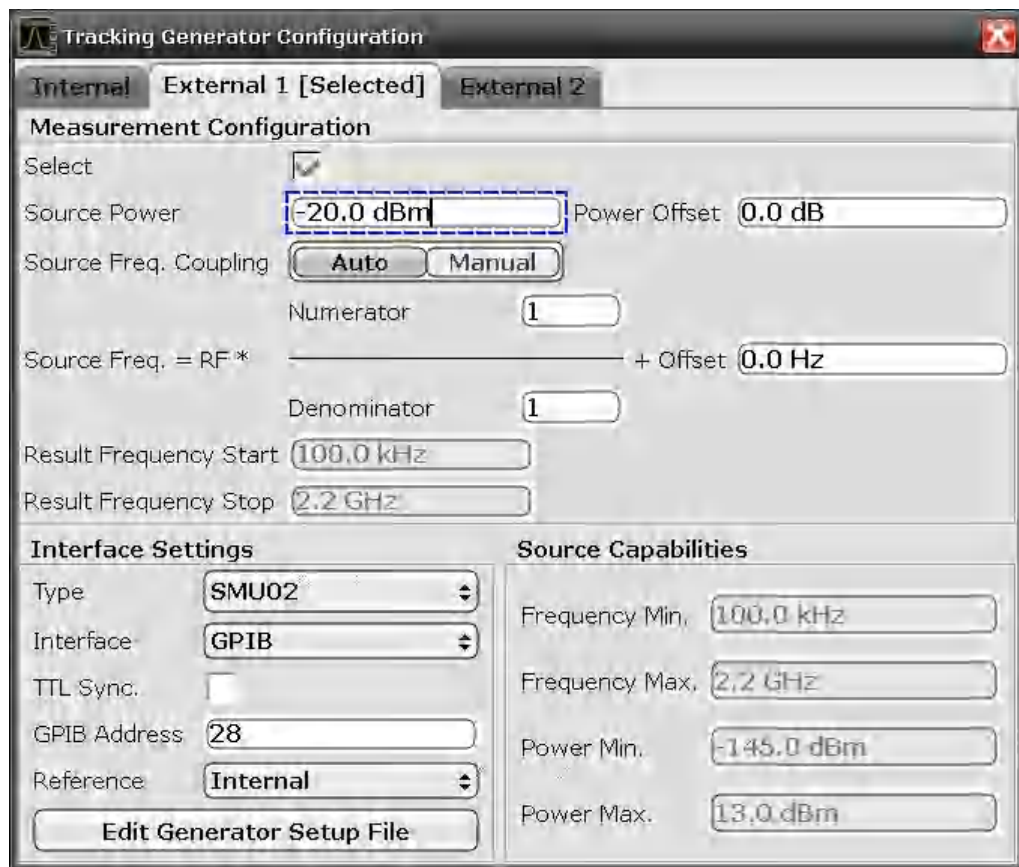 Tracking Generator Configuration
Internal External 1 [Selected] External 2
Measurement Configuration
Select
Source Power -20.0 dBm Power Offset 0.0 dB
Source Freq. Coupling Auto Manual
Numerator 1
Source Freq. = RF * + Offset 0.0 Hz
Denominator 1
Result Frequency Start 100.0 kHz
Result Frequency Stop 2.2 GHz
Interface Settings
Type SMU02
Interface GPIB
TTL Sync.
GPIB Address 28
Reference Internal
Edit Generator Setup File
Source Capabilities
Frequency Min. 100.0 kHz
Frequency Max. 2.2 GHz
Power Min. -145.0 dBm
Power Max. 13.0 dBm